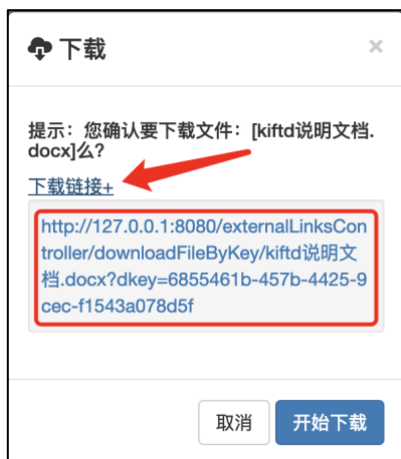 下载
×
提示：您确认要下载文件：[kiftd说明文档.
docx]么?
下载链接+
http://127.0.0.1:8080/externalLinksCon
troller/downloadFileByKey/kiftd说明文
档.docx?dkey=6855461b-457b-4425-9
cec-f1543a078d5f
取消
开始下载